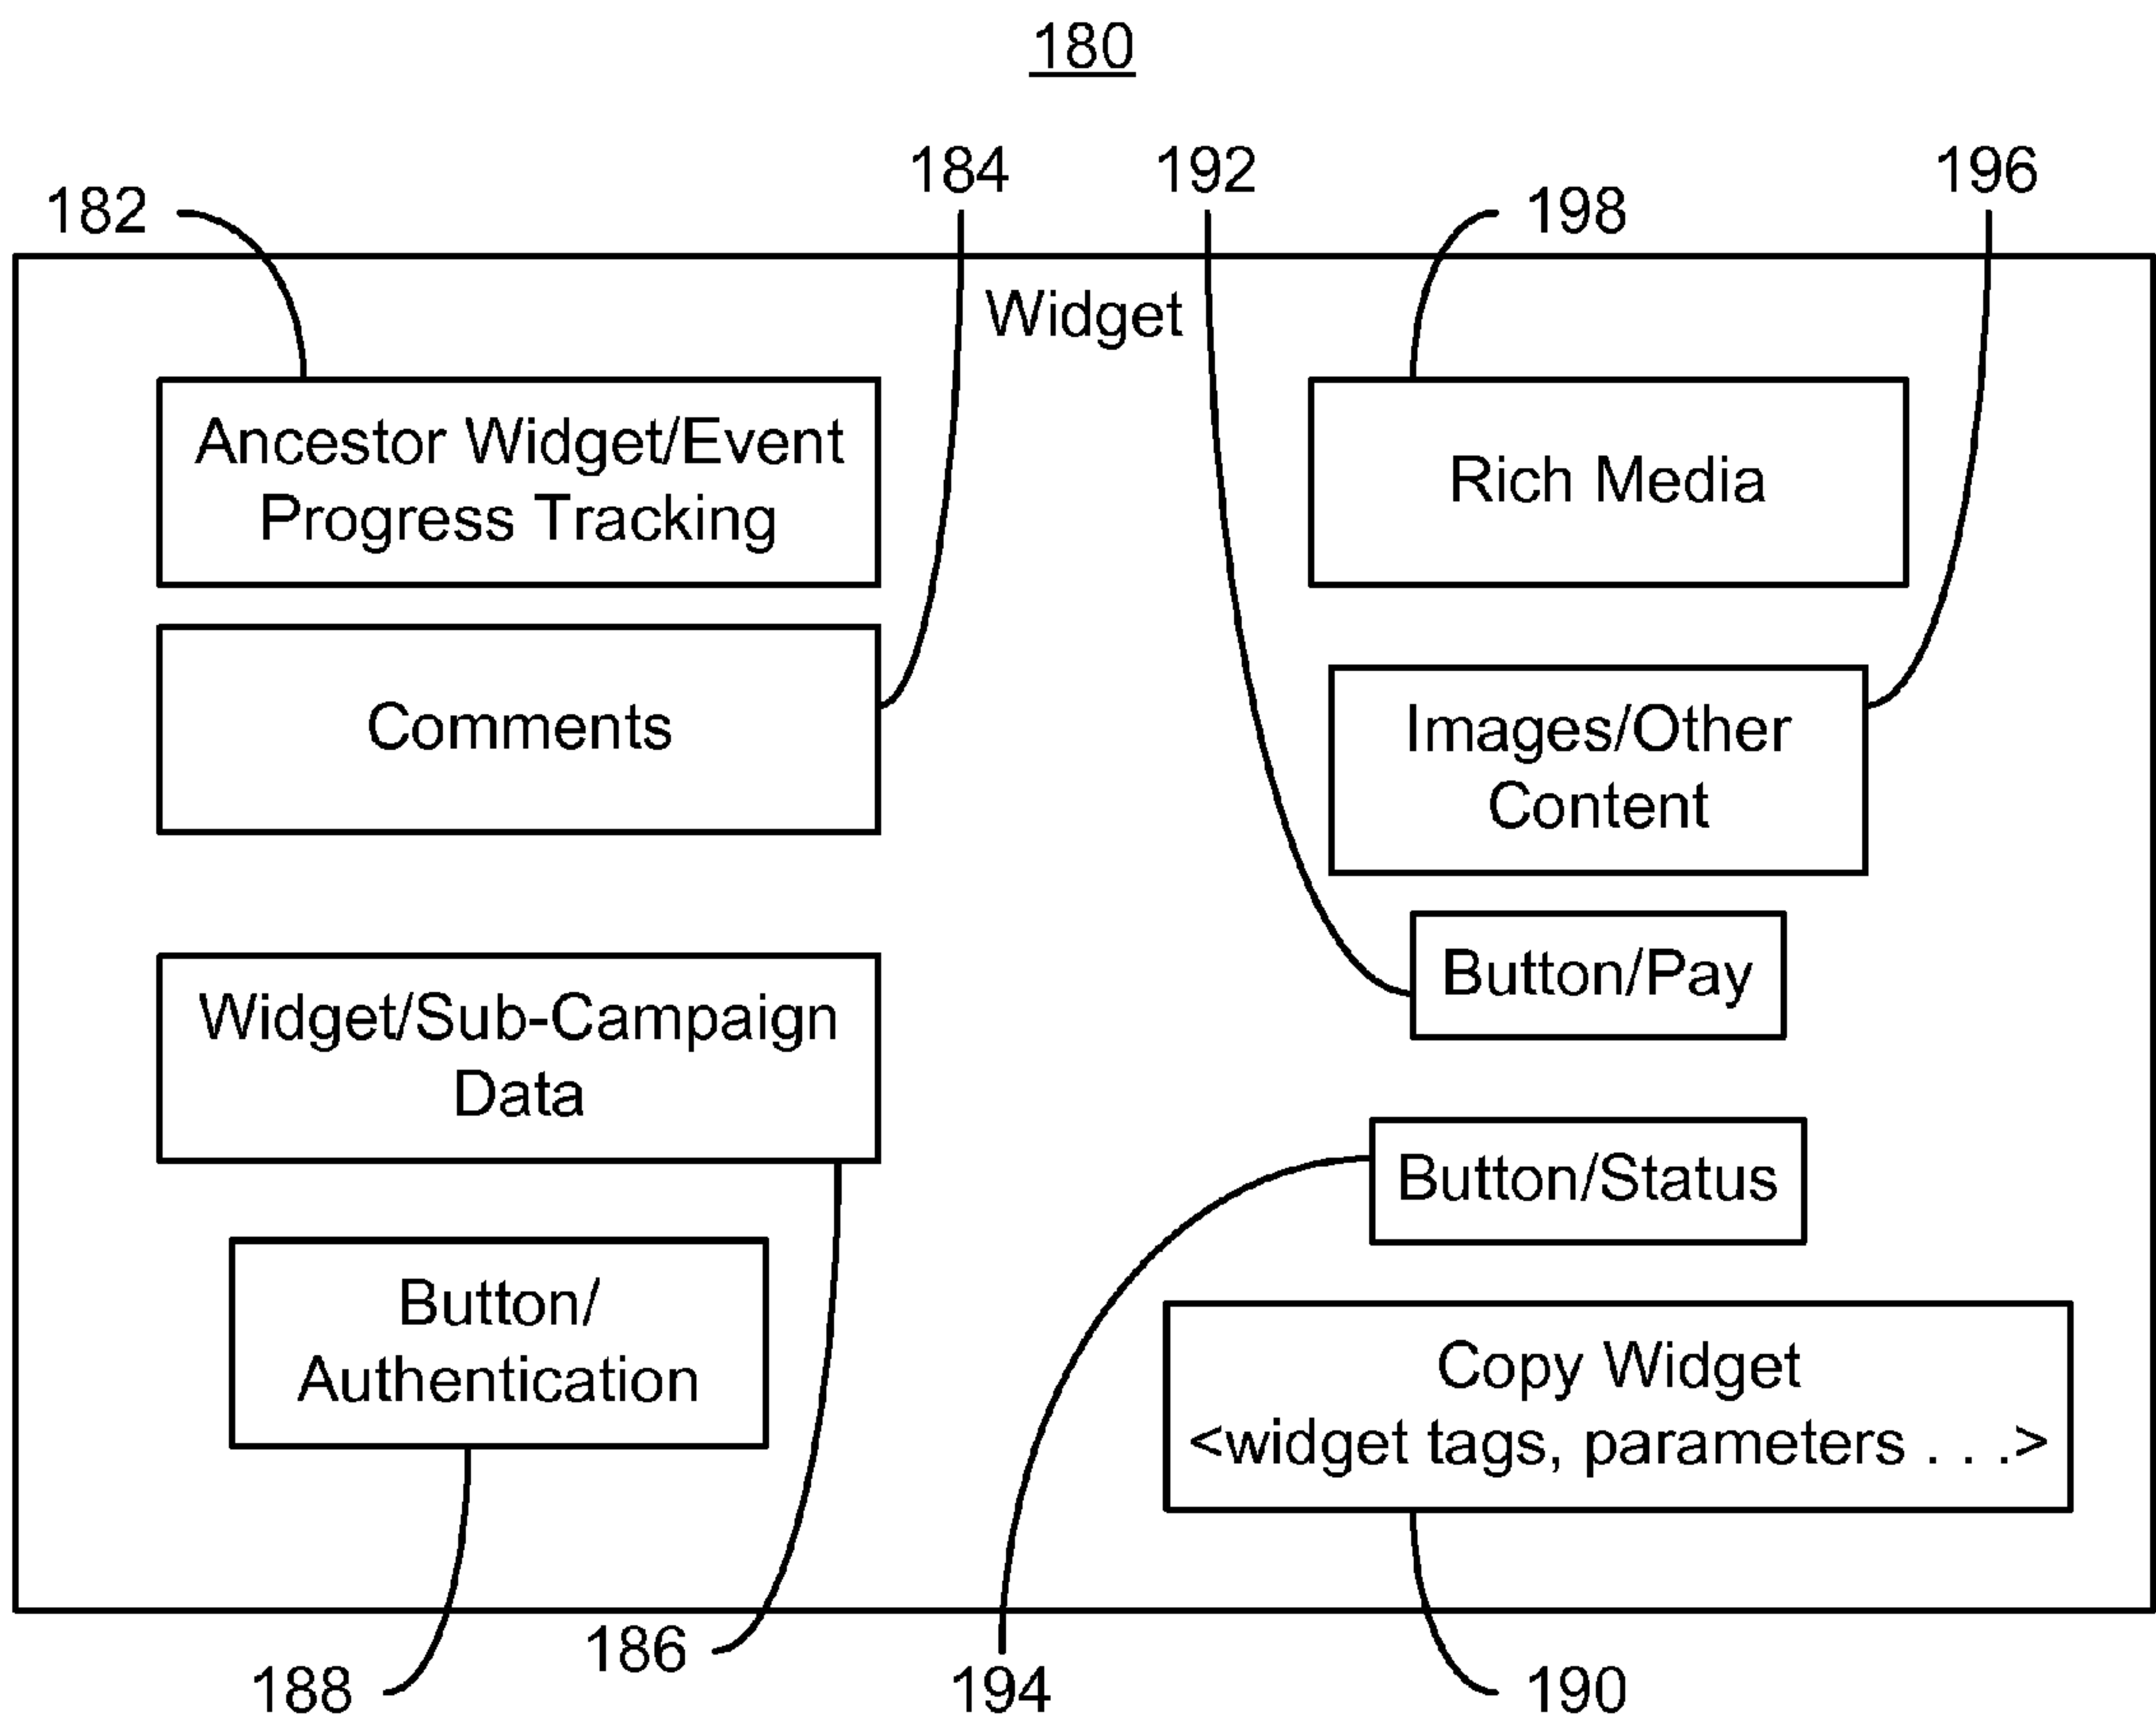 180
184
192
196
182
198
Widget
Ancestor Widget/Event
Progress Tracking
Rich Media
Comments
Images/Other
Content
Button/Pay
Widget/Sub-Campaign
Data
Button/Status
Button/
Authentication
Copy Widget
<widget tags, parameters . . .>
186
188
194
190